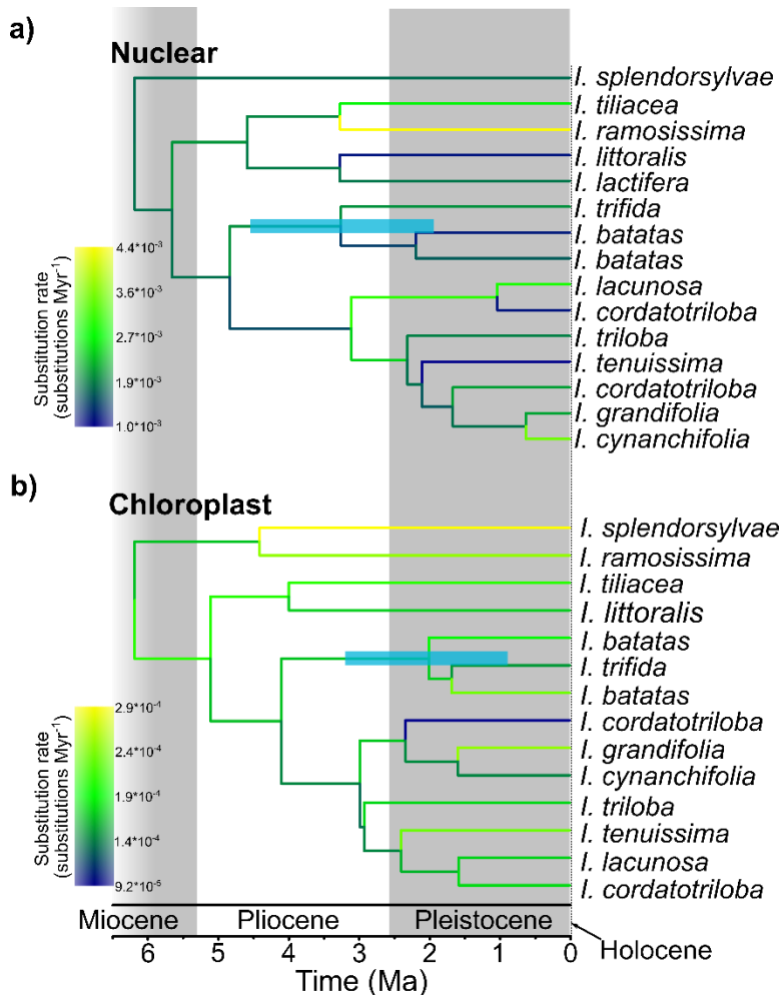 a)
Nuclear
I. splendorsylvae
I. tiliacea
I. ramosissima
I. littoralis
I. lactifera
I. trifida
I. batatas
I. batatas
I. lacunosa
I. cordatotriloba
I. triloba
I. tenuissima
I. cordatotriloba
I. grandifolia
I. cynanchifolia
Substitution rate
(substitutions Myr-1)
4.4*10-3
3.6*10-3
2.7*10-3
1.9*10-3
1.0*10-3
b)
Chloroplast
I. splendorsylvae
I. ramosissima
I. tiliacea
I. littoralis
I. batatas
I. trifida
I. batatas
I. cordatotriloba
I. grandifolia
I. cynanchifolia
I. triloba
I. tenuissima
I. lacunosa
I. cordatotriloba
Substitution rate
(substitutions Myr-1)
2.9*10-4
2.4*10-4
1.9*10-4
1.4*10-4
9.2*10-5
Miocene Pliocene Pleistocene
Holocene
6 5 4 3 2 1 0
Time (Ma)